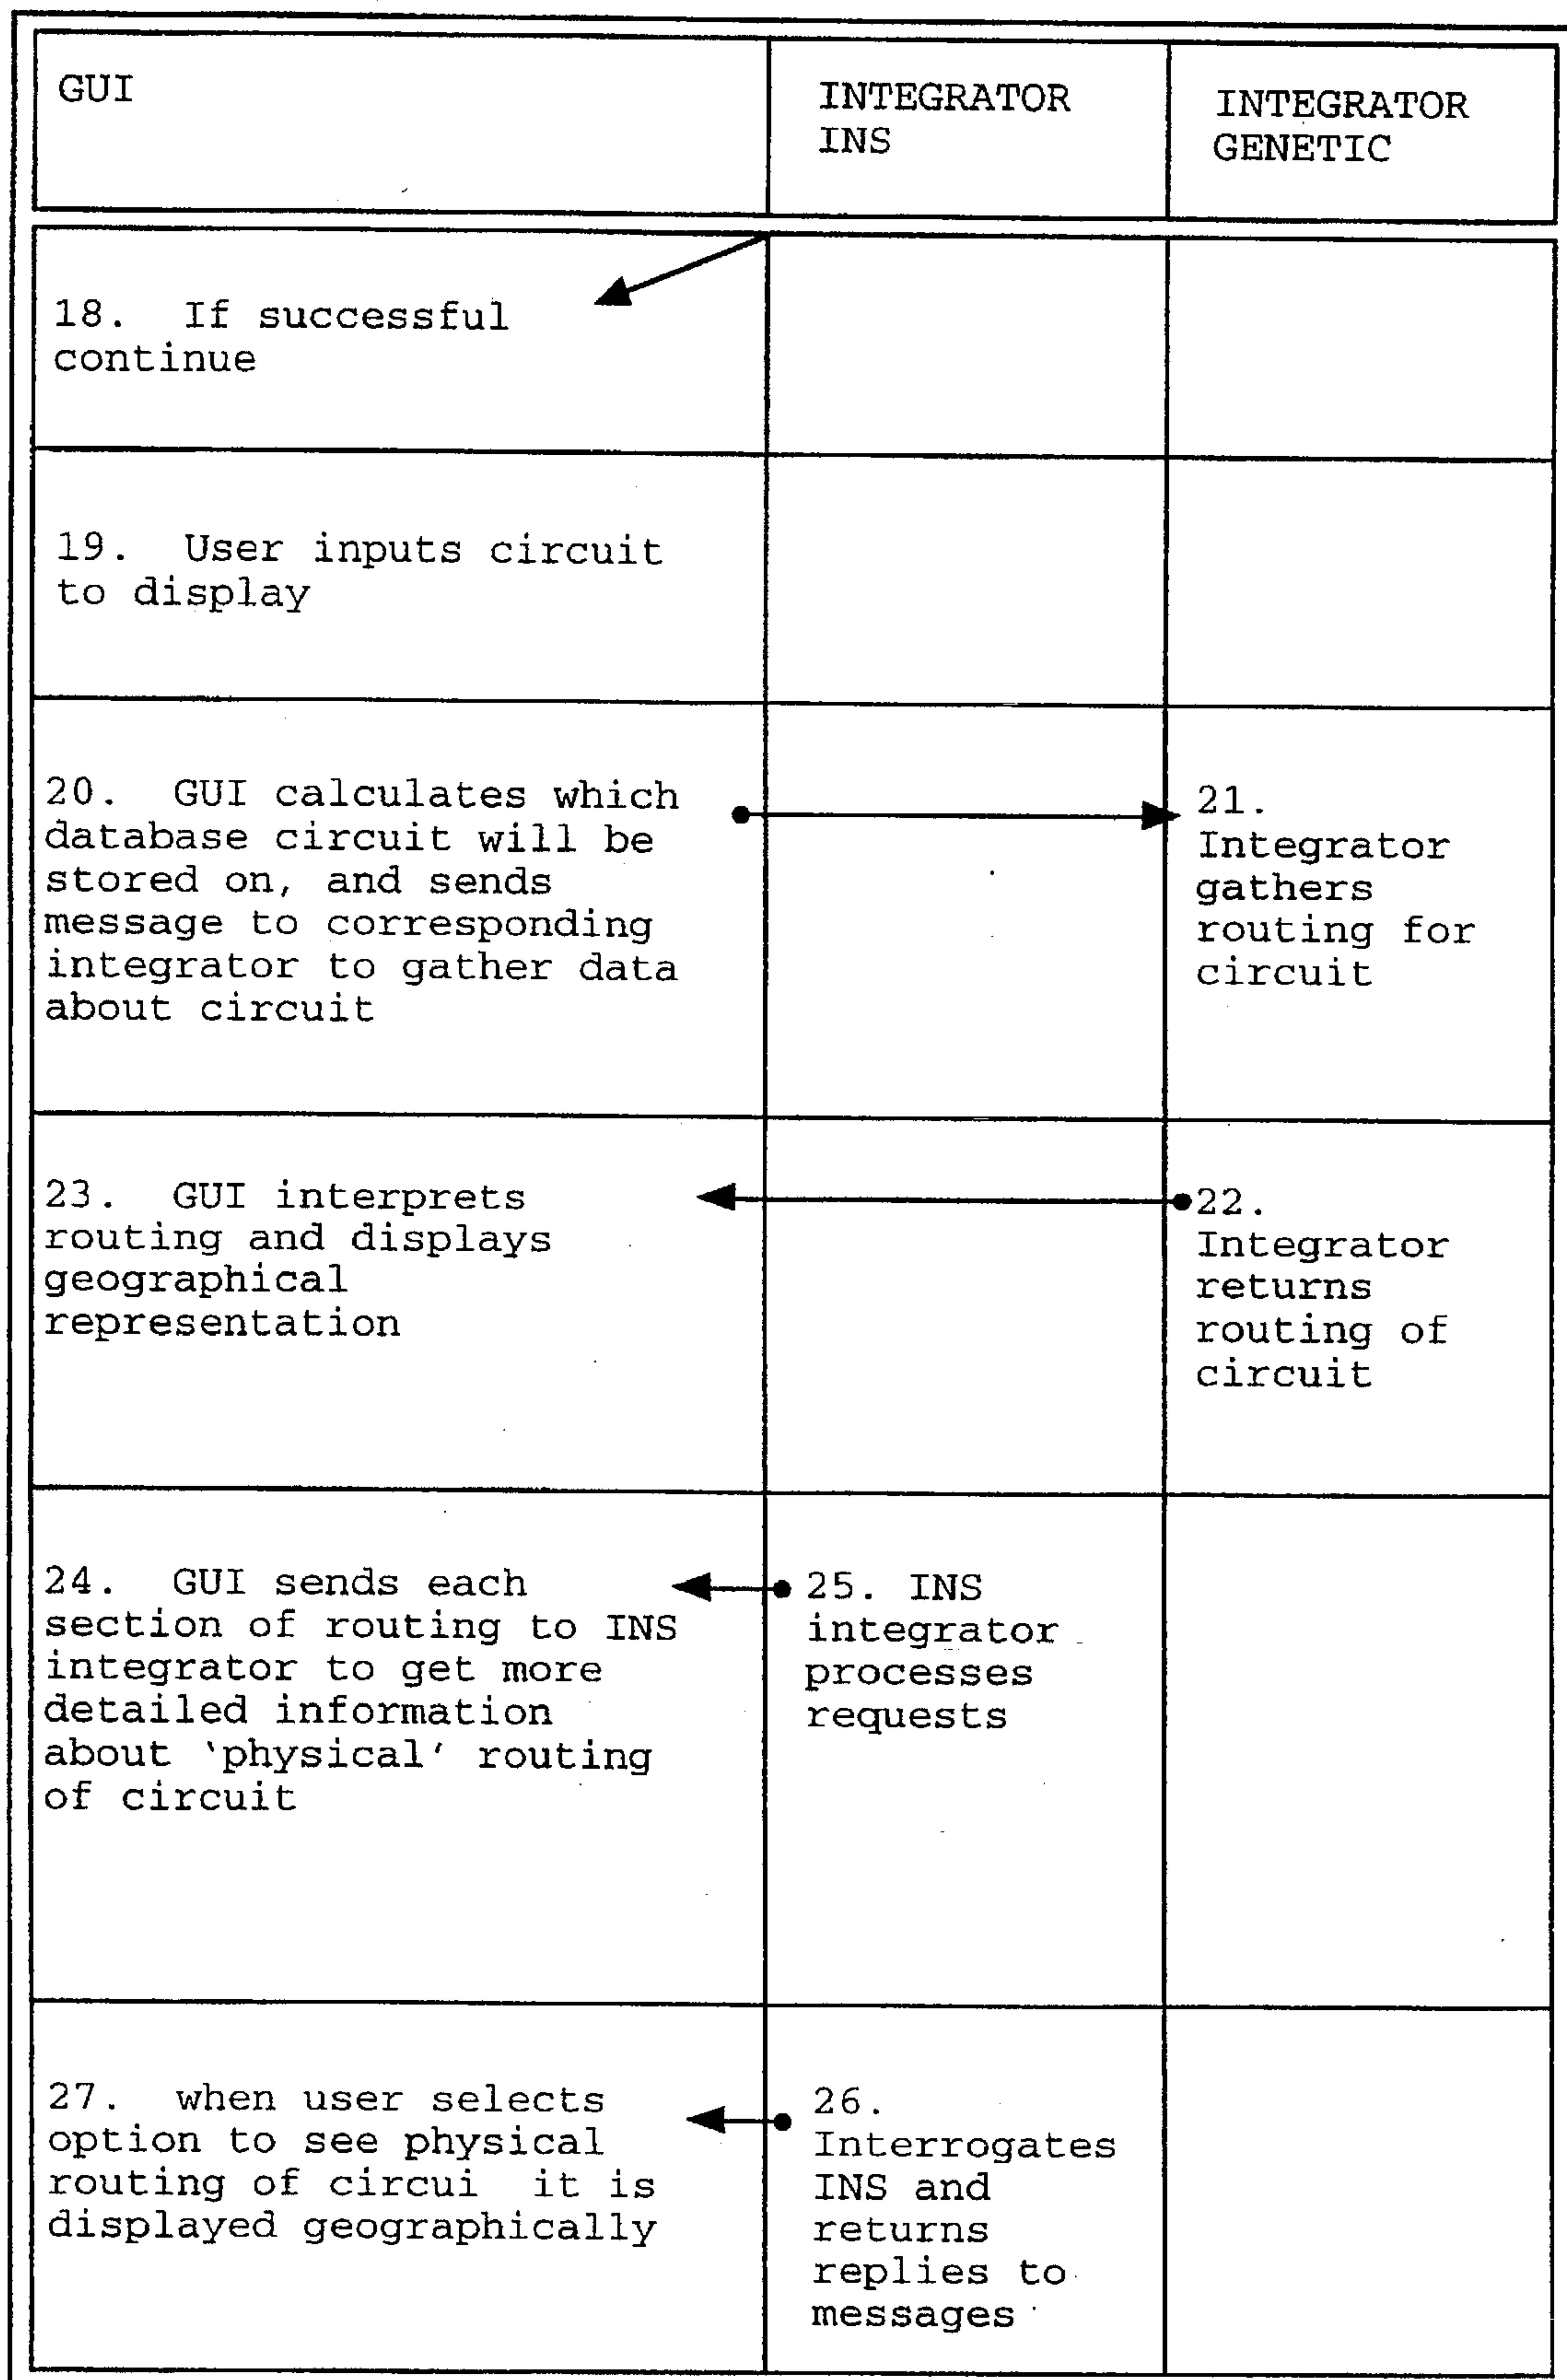 GUI
INTEGRATOR
INS
INTEGRATOR
GENETIC
18. If successful
continue
19. User inputs circuit
to display
20. GUI calculates which
database circuit will be
stored on, and sends
message to corresponding
integrator to gather data
about circuit
21.
Integrator
gathers
routing for
circuit
23. GUI interprets
routing and displays
geographical
representation
22.
Integrator
returns
routing of
circuit
24. GUI sends each
section of routing to INS
integrator to get more
detailed information
about ‵physical′ routing
of circuit
25. INS
integrator
processes
requests
27. when user selects
option to see physical
routing of circui it is
displayed geographically
26.
Interrogates
INS and
returns
replies to
messages